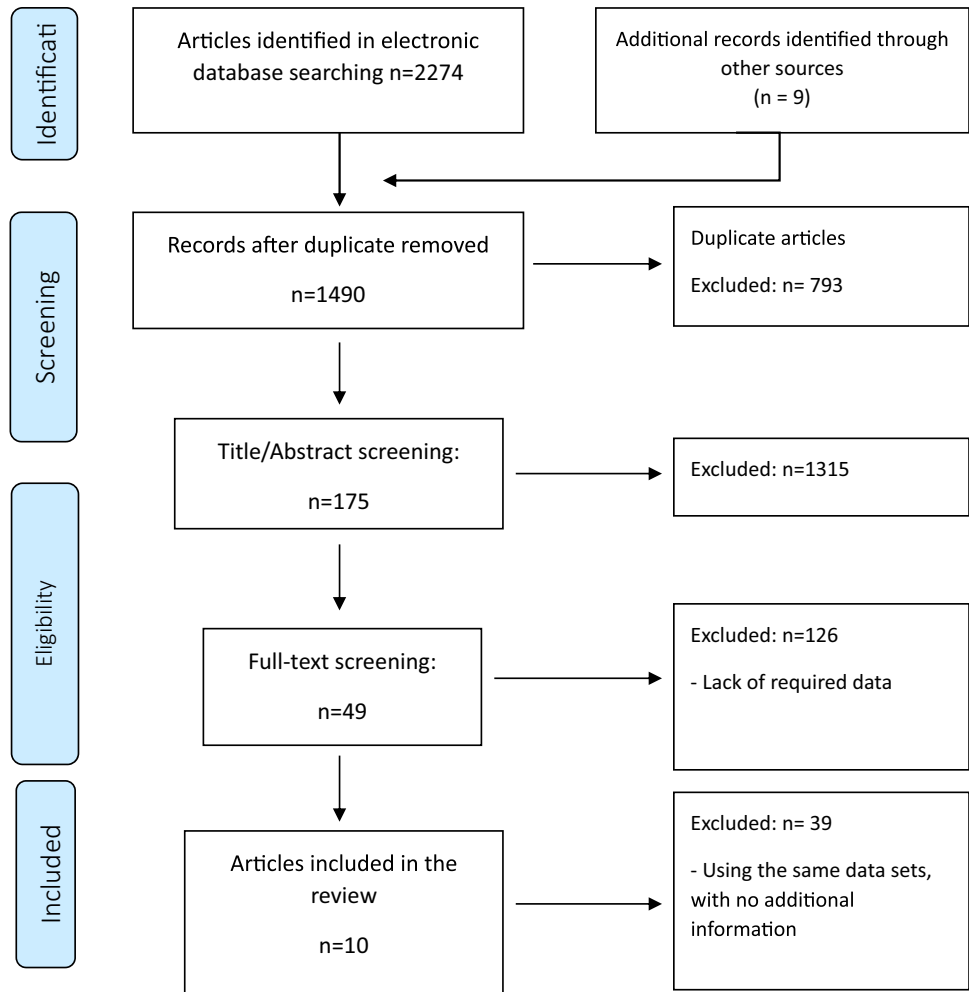 Identificati
Articles identified in electronic
database searching n=2274
Additional records identified through
other sources
(n = 9)
Screening
Records after duplicate removed
n=1490
Duplicate articles
Excluded: n= 793
Title/Abstract screening:
n=175
Excluded: n=1315
Eligibility
Full-text screening:
n=49
Excluded: n=126
- Lack of required data
Included
Articles included in the
review
n=10
Excluded: n= 39
- Using the same data sets,
with no additional
information